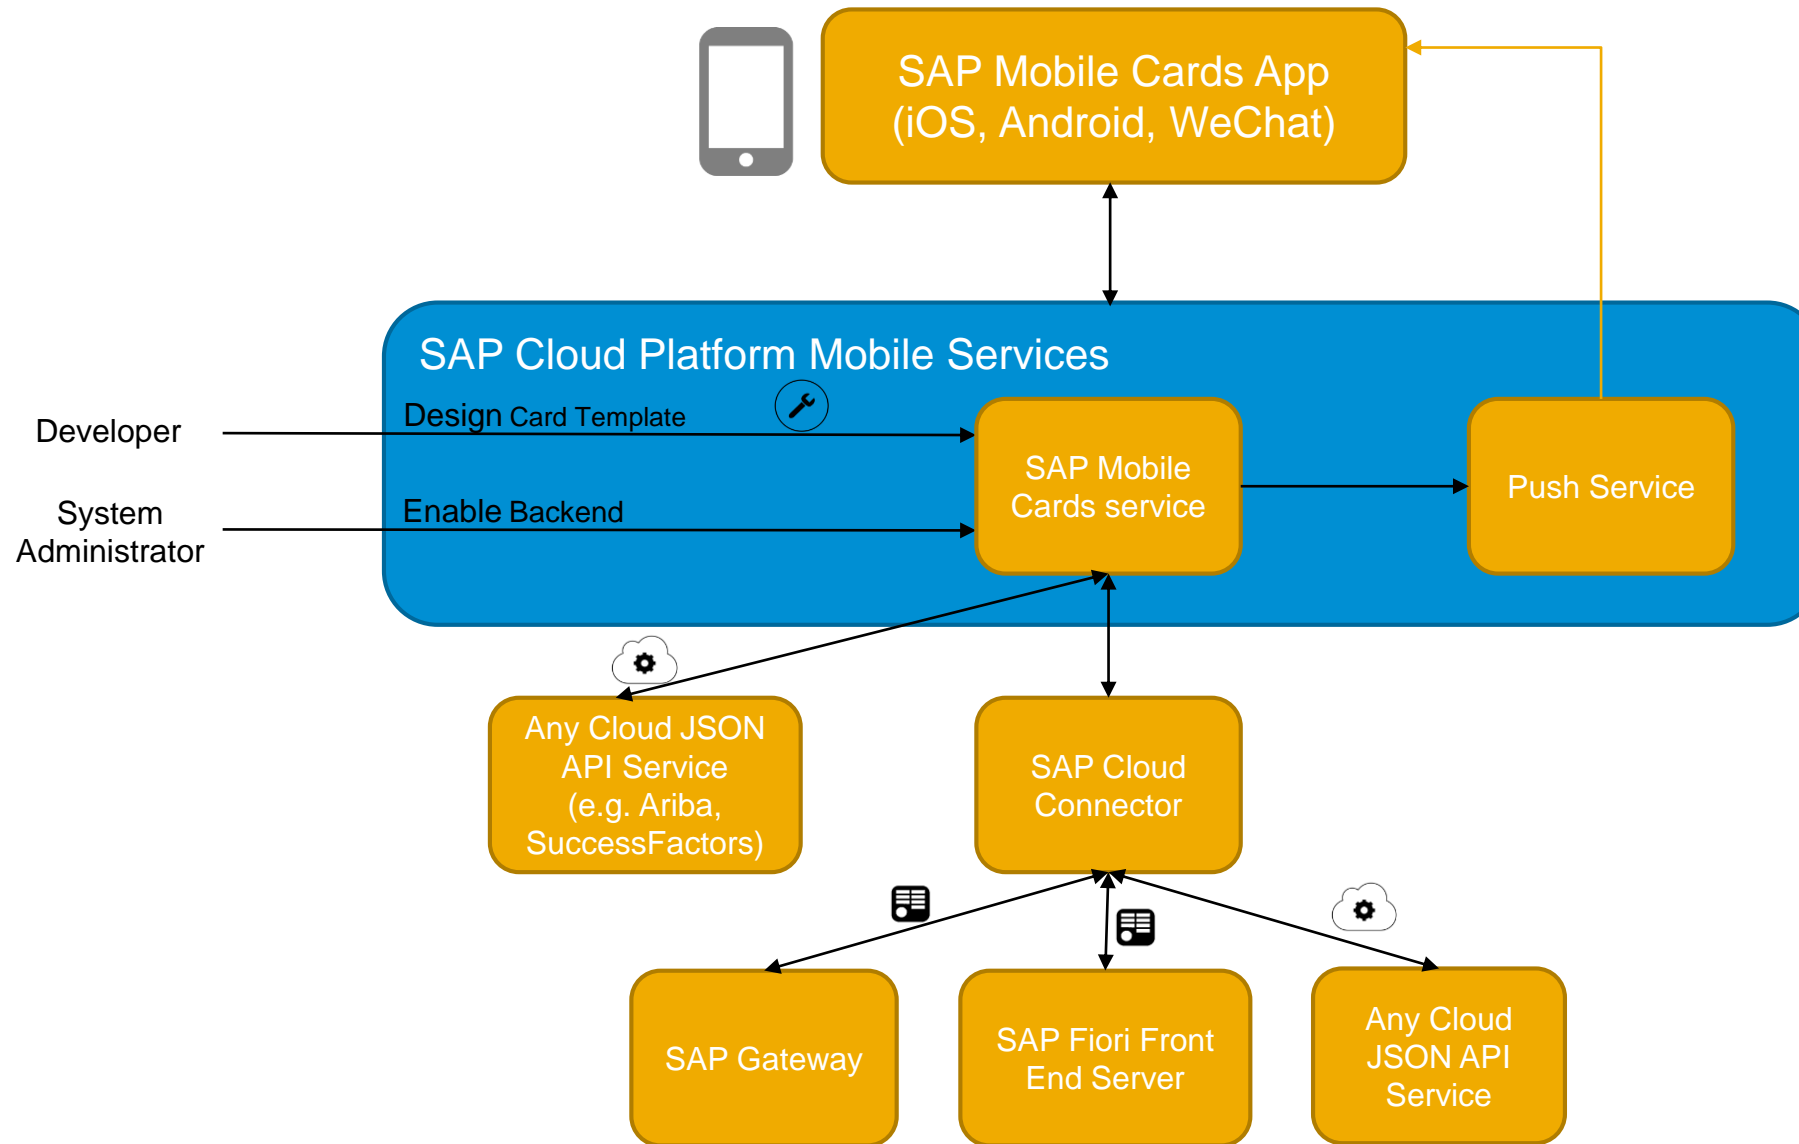 SAP Mobile Cards App
(iOS, Android, WeChat)
SAP Cloud Platform Mobile Services
Developer
Design Card Template
System
Administrator
Enable Backend
SAP Mobile
Cards service
Push Service
Any Cloud JSON
API Service
(e.g. Ariba,
SuccessFactors)
SAP Cloud
Connector
SAP Gateway
SAP Fiori Front
End Server
Any Cloud
JSON API
Service